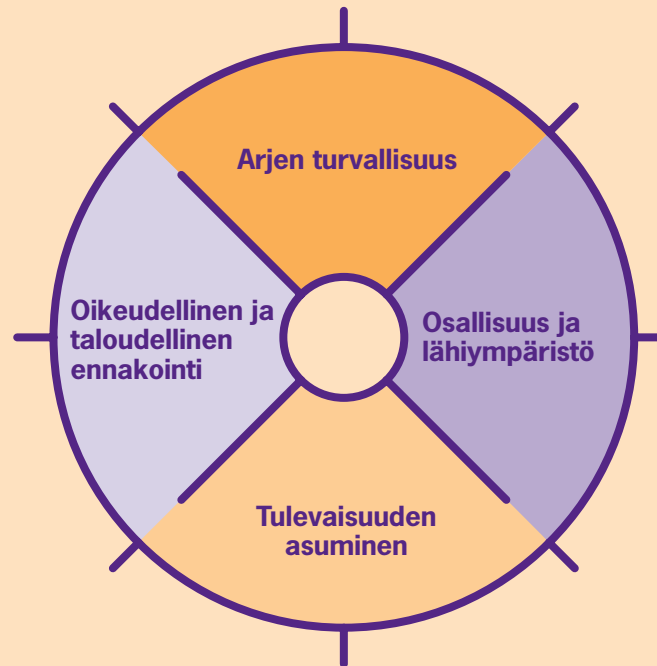 Arjen turvallisuus
Oikeudellinen ja
taloudellinen
ennakointi
Osallisuus ja
lähiympäristö
Tulevaisuuden
asuminen